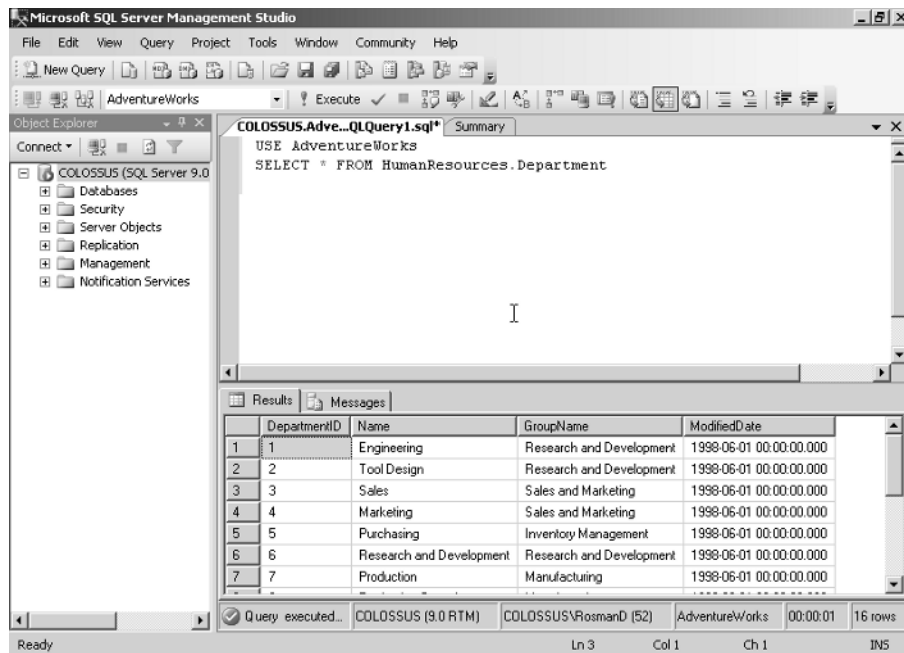 Microsoft SQL Server Management Studio
File Edit View Query Project Tools Window Community Help
New Query
AdventureWorks Execute
Object Explorer
COLOSSUS.Adve...QLQuery1.sql* Summary
Connect
USE AdventureWorks
SELECT * FROM HumanResources.Department
COLOSSUS (SQL Server 9.0
Databases
Security
Server Objects
Replication
Management
Notification Services
Results Messages
DepartmentID Name GroupName ModifiedDate
1 1 Engineering Research and Development 1998-06-01 00:00:00.000
2 2 Tool Design Research and Development 1998-06-01 00:00:00.000
3 3 Sales Sales and Marketing 1998-06-01 00:00:00.000
4 4 Marketing Sales and Marketing 1998-06-01 00:00:00.000
5 5 Purchasing Inventory Management 1998-06-01 00:00:00.000
6 6 Research and Development Research and Development 1998-06-01 00:00:00.000
7 7 Production Manufacturing 1998-06-01 00:00:00.000
Query executed... COLOSSUS (9.0 RTM) COLOSSUS\RosmanD (52) AdventureWorks 00:00:01 16 rows
Ready Ln 3 Col 1 Ch 1 INS